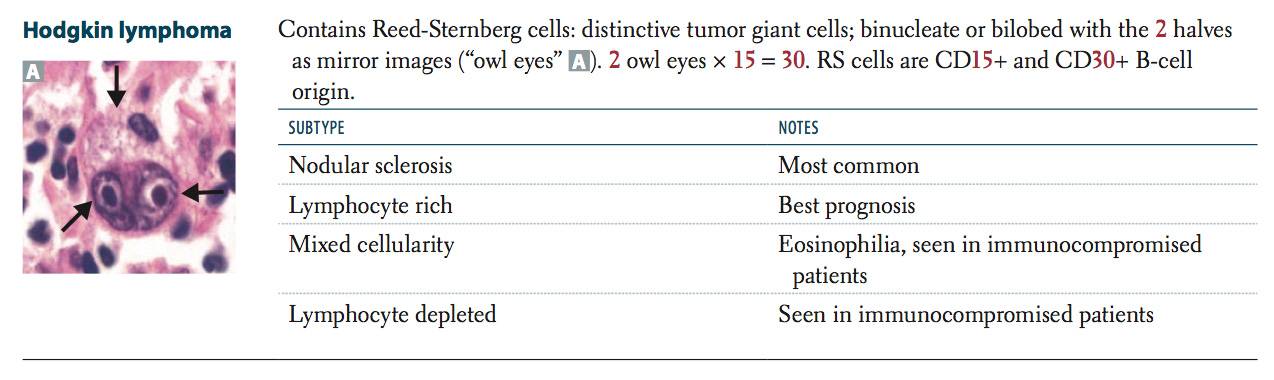 Hodgkin lymphoma
A
Contains Reed-Sternberg cells: distinctive tumor giant cells; binucleate or bilobed with the 2 halves
as mirror images (“owl eyes” A). 2 owl eyes × 15 = 30. RS cells are CD15+ and CD30+ B-cell
origin.
SUBTYPE NOTES
Nodular sclerosis Most common
Lymphocyte rich Best prognosis
Mixed cellularity Eosinophilia, seen in immunocompromised
patients
Lymphocyte depleted Seen in immunocompromised patients